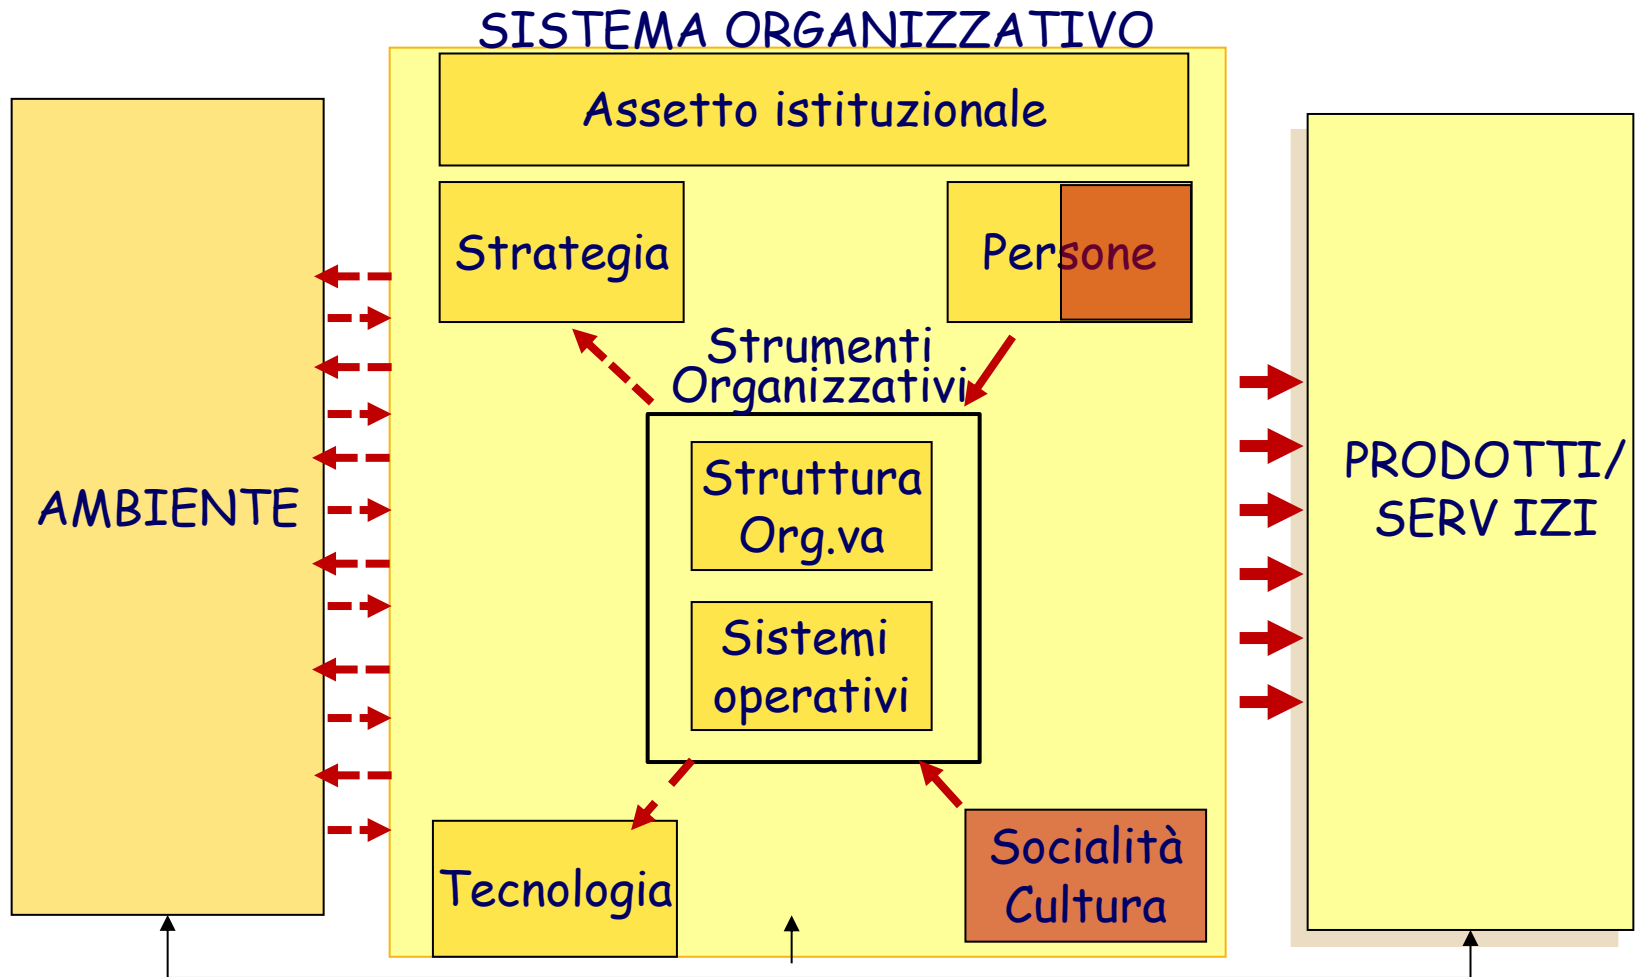 SISTEMA ORGANIZZATIVO
Assetto istituzionale
Strategia
Persone
Strumenti
Organizzativi
AMBIENTE
Struttura
Org.va
PRODOTTI/
SERV IZI
Sistemi
operativi
Tecnologia
Socialità
Cultura